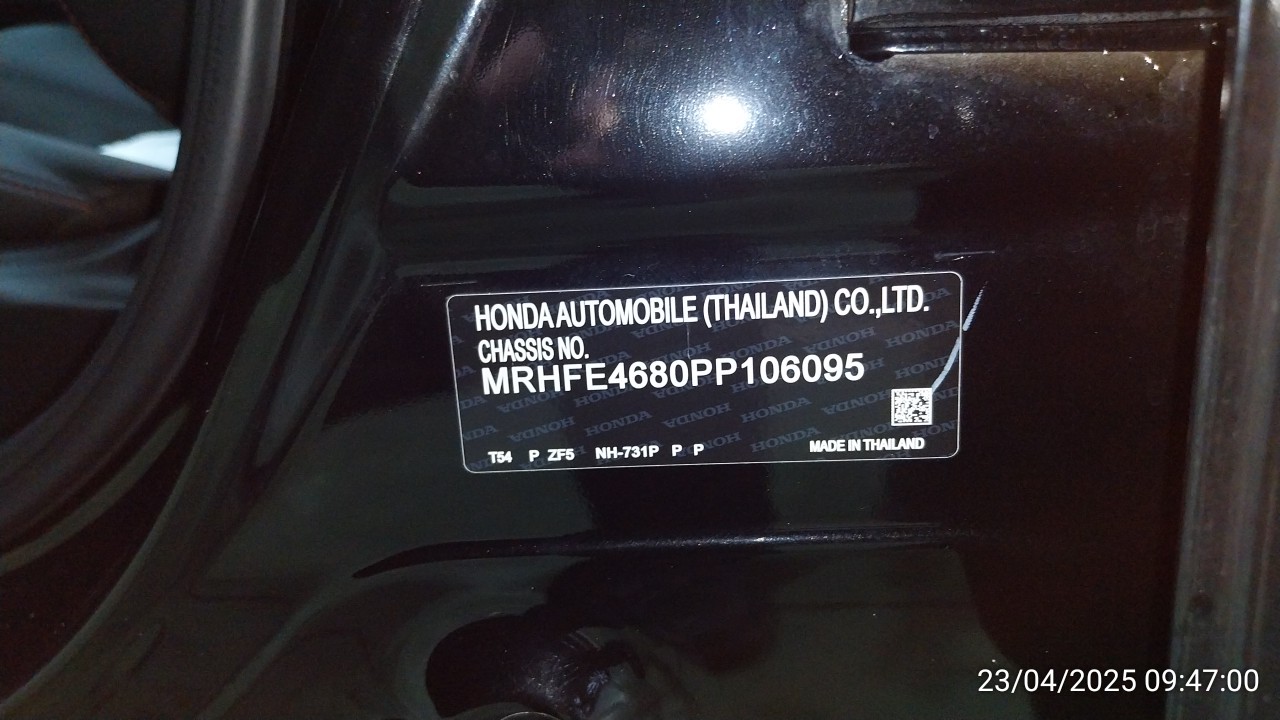 HONDA AUTOMOBILE (THAILAND) CO.,LTD.
CHASSIS NO.
MRHFE4680PP106095
T54 P ZF5 NH-731P P P MADE IN THAILAND
23/04/2025 09:47:00